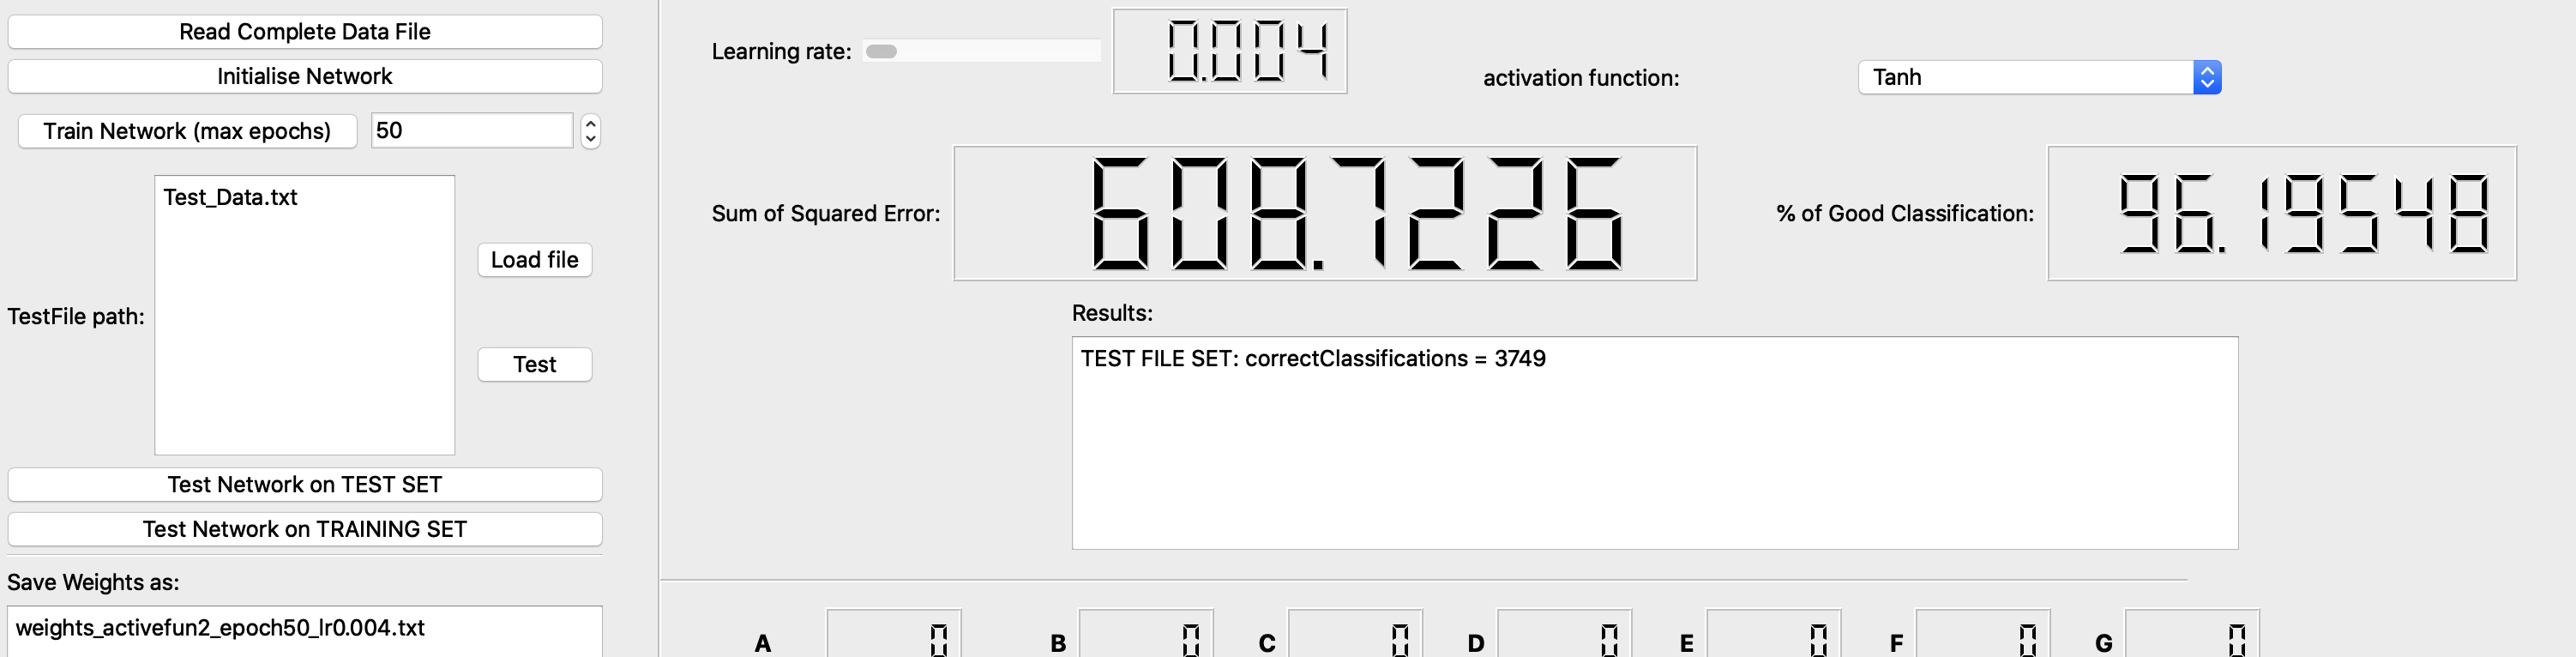 Read Complete Data File
Initialise Network
Train Network (max epochs) 50
Test_Data.txt
Load file
TestFile path:
Test
Test Network on TEST SET
Test Network on TRAINING SET
Save Weights as:
weights_activefun2_epoch50_lr0.004.txt
Learning rate: 0.004
activation function: Tanh
Sum of Squared Error: 608.7226
% of Good Classification: 96.19548
Results:
TEST FILE SET: correctClassifications = 3749
A 0 B 0 C 0 D 0 E 0 F 0 G 0